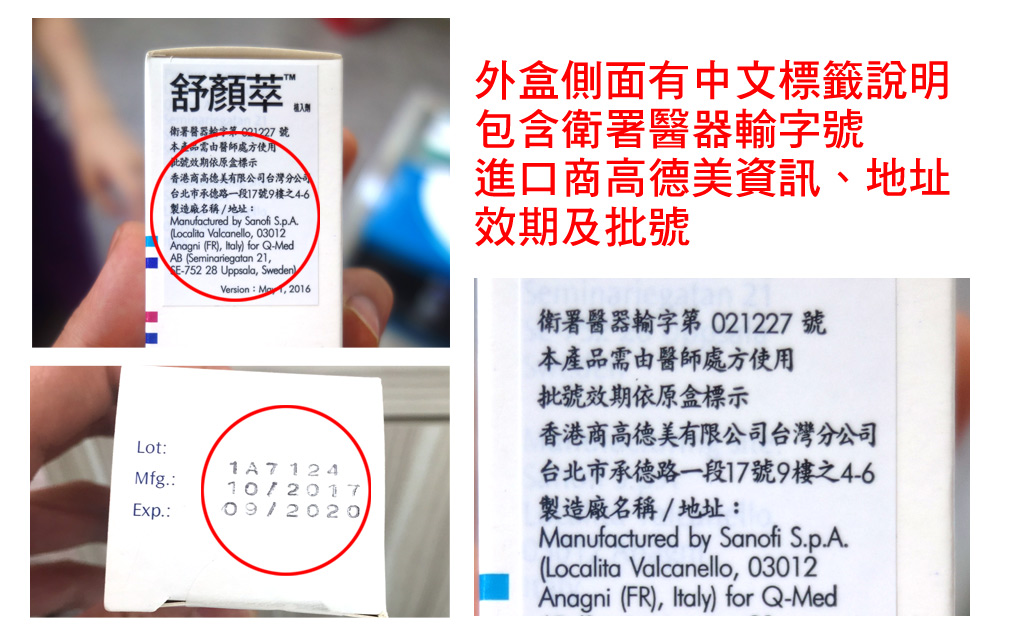 舒顏萃™
植入劑
衛署醫器輸字第 021227 號
本產品需由醫師處方使用
批號效期依原盒標示
香港商高德美有限公司台灣分公司
台北市承德路一段17號9樓之4-6
製造廠名稱/地址:
Manufactured by Sanofi S.p.A.
(Localita Valcanello, 03012
Anagni (FR), Italy) for Q-Med
AB (Seminariegatan 21,
SE-752 28 Uppsala, Sweden)
Version:May 1, 2016
外盒側面有中文標籤說明
包含衛署醫器輸字號
進口商高德美資訊、地址
效期及批號
Lot:
1A7124
Mfg.:
10/2017
Exp.:
09/2020
Seminariegatan 21
衛署醫器輸字第 021227 號
本產品需由醫師處方使用
批號效期依原盒標示
香港商高德美有限公司台灣分公司
台北市承德路一段17號9樓之4-6
製造廠名稱/地址:
Manufactured by Sanofi S.p.A.
(Localita Valcanello, 03012
Anagni (FR), Italy) for Q-Med